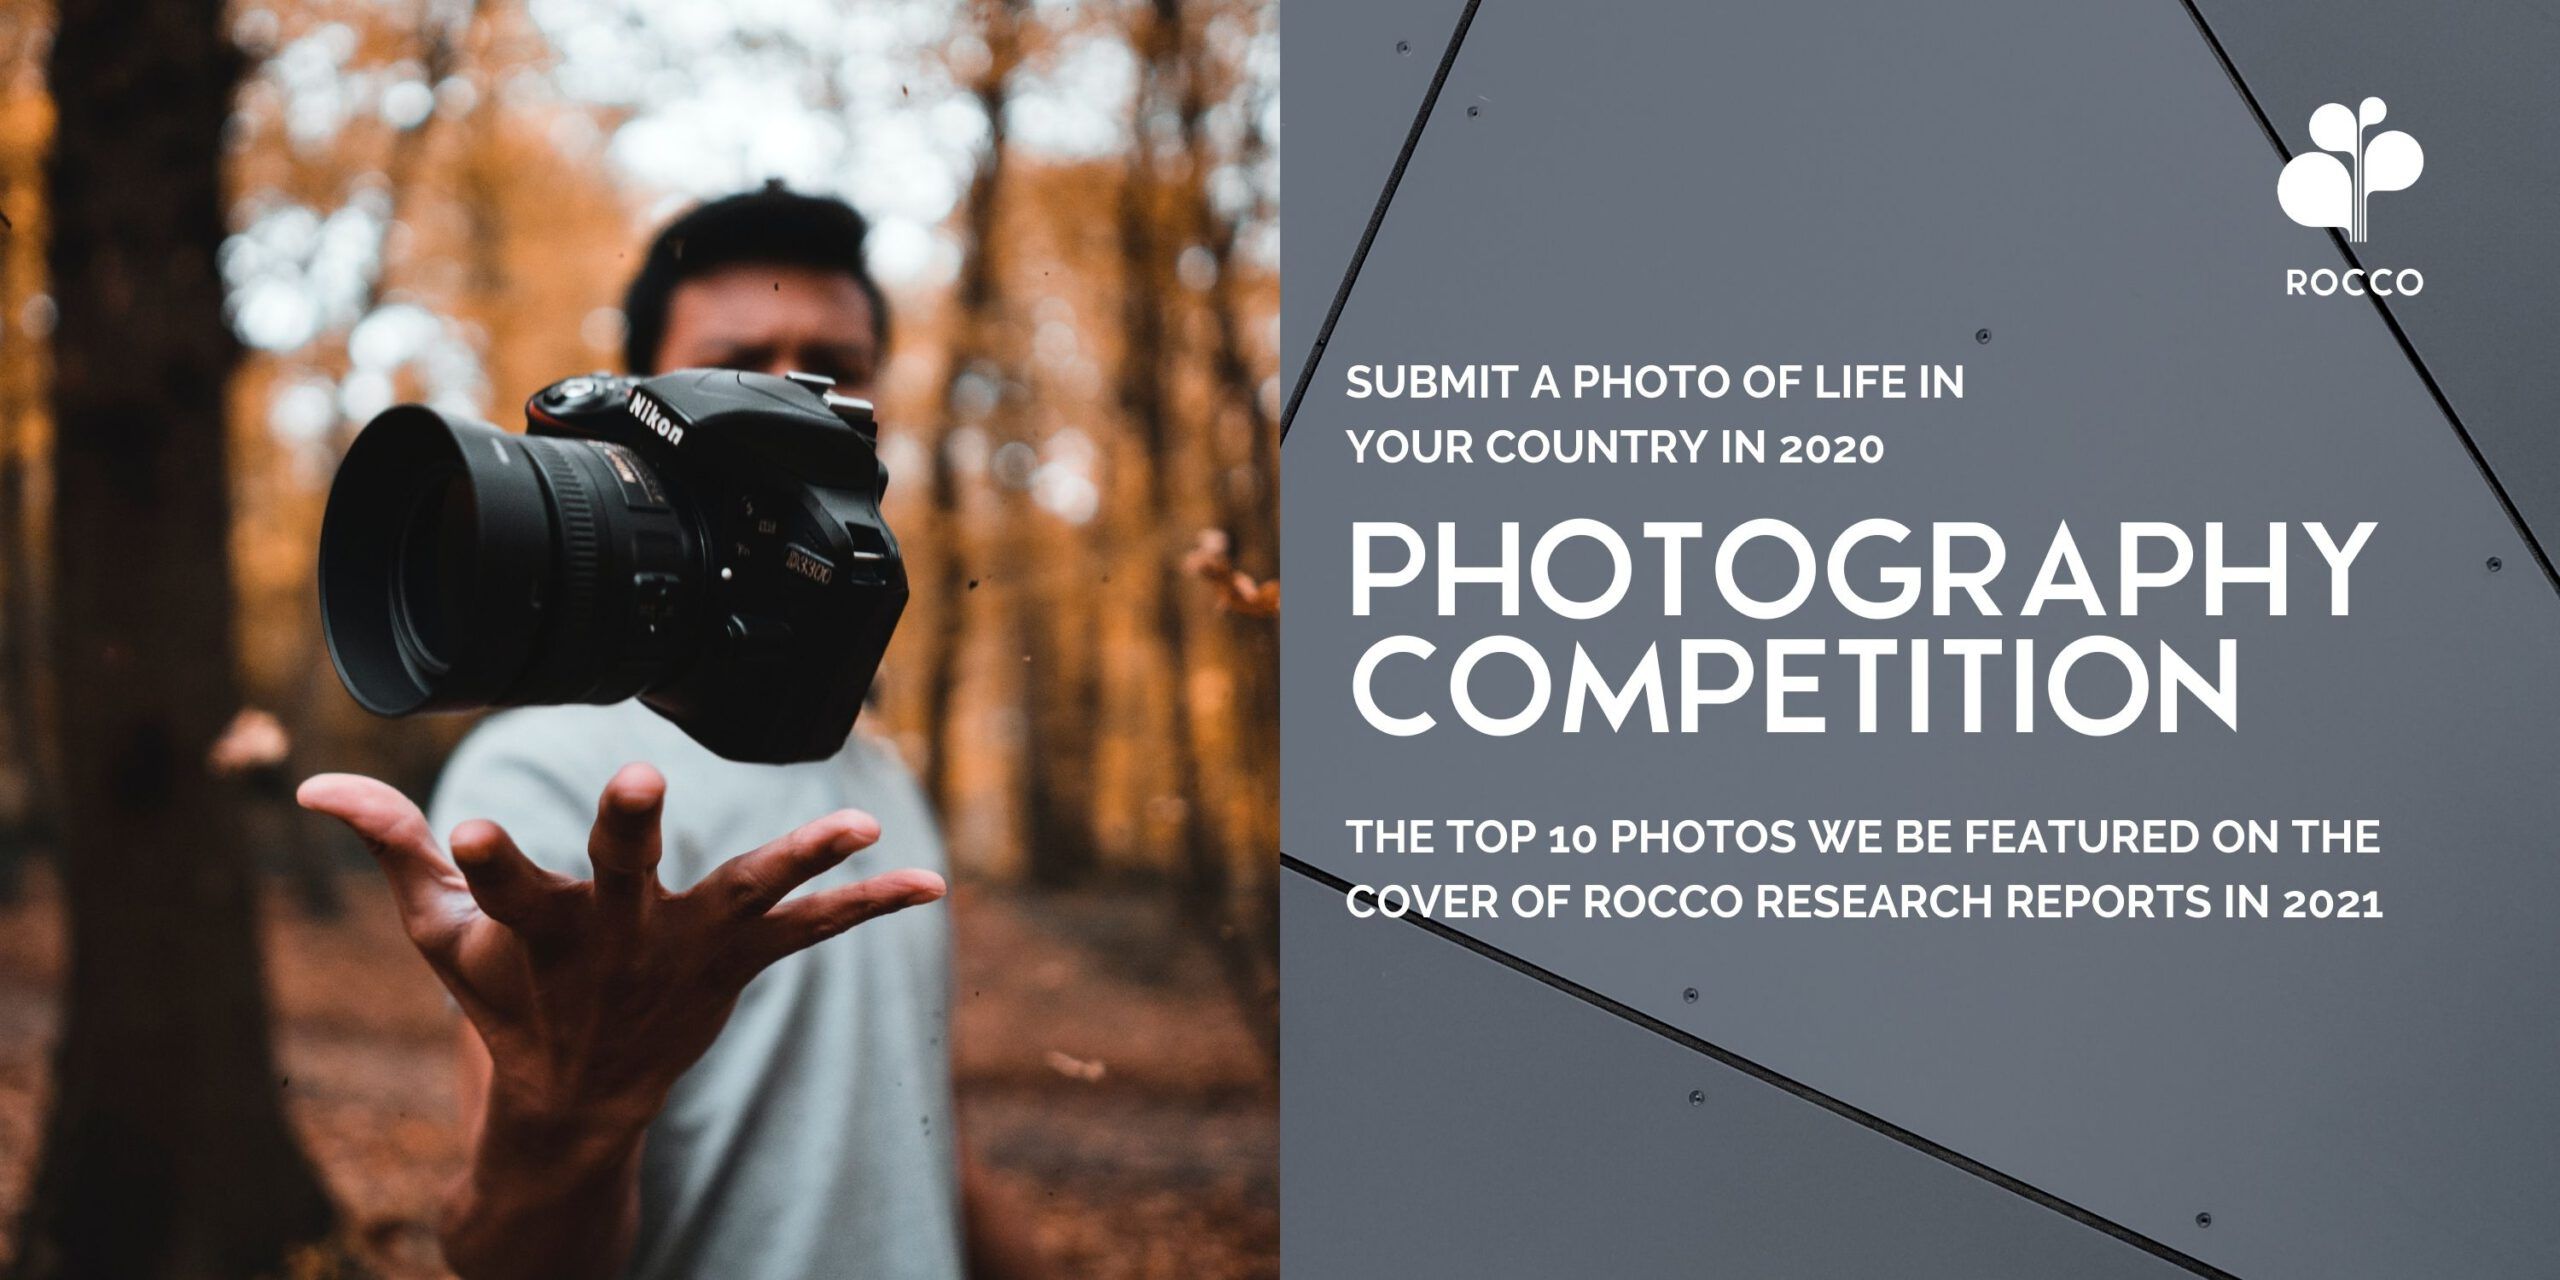 Nikon
D3300
ROCCO
SUBMIT A PHOTO OF LIFE IN
YOUR COUNTRY IN 2020
PHOTOGRAPHY
COMPETITION
THE TOP 10 PHOTOS WE BE FEATURED ON THE
COVER OF ROCCO RESEARCH REPORTS IN 2021